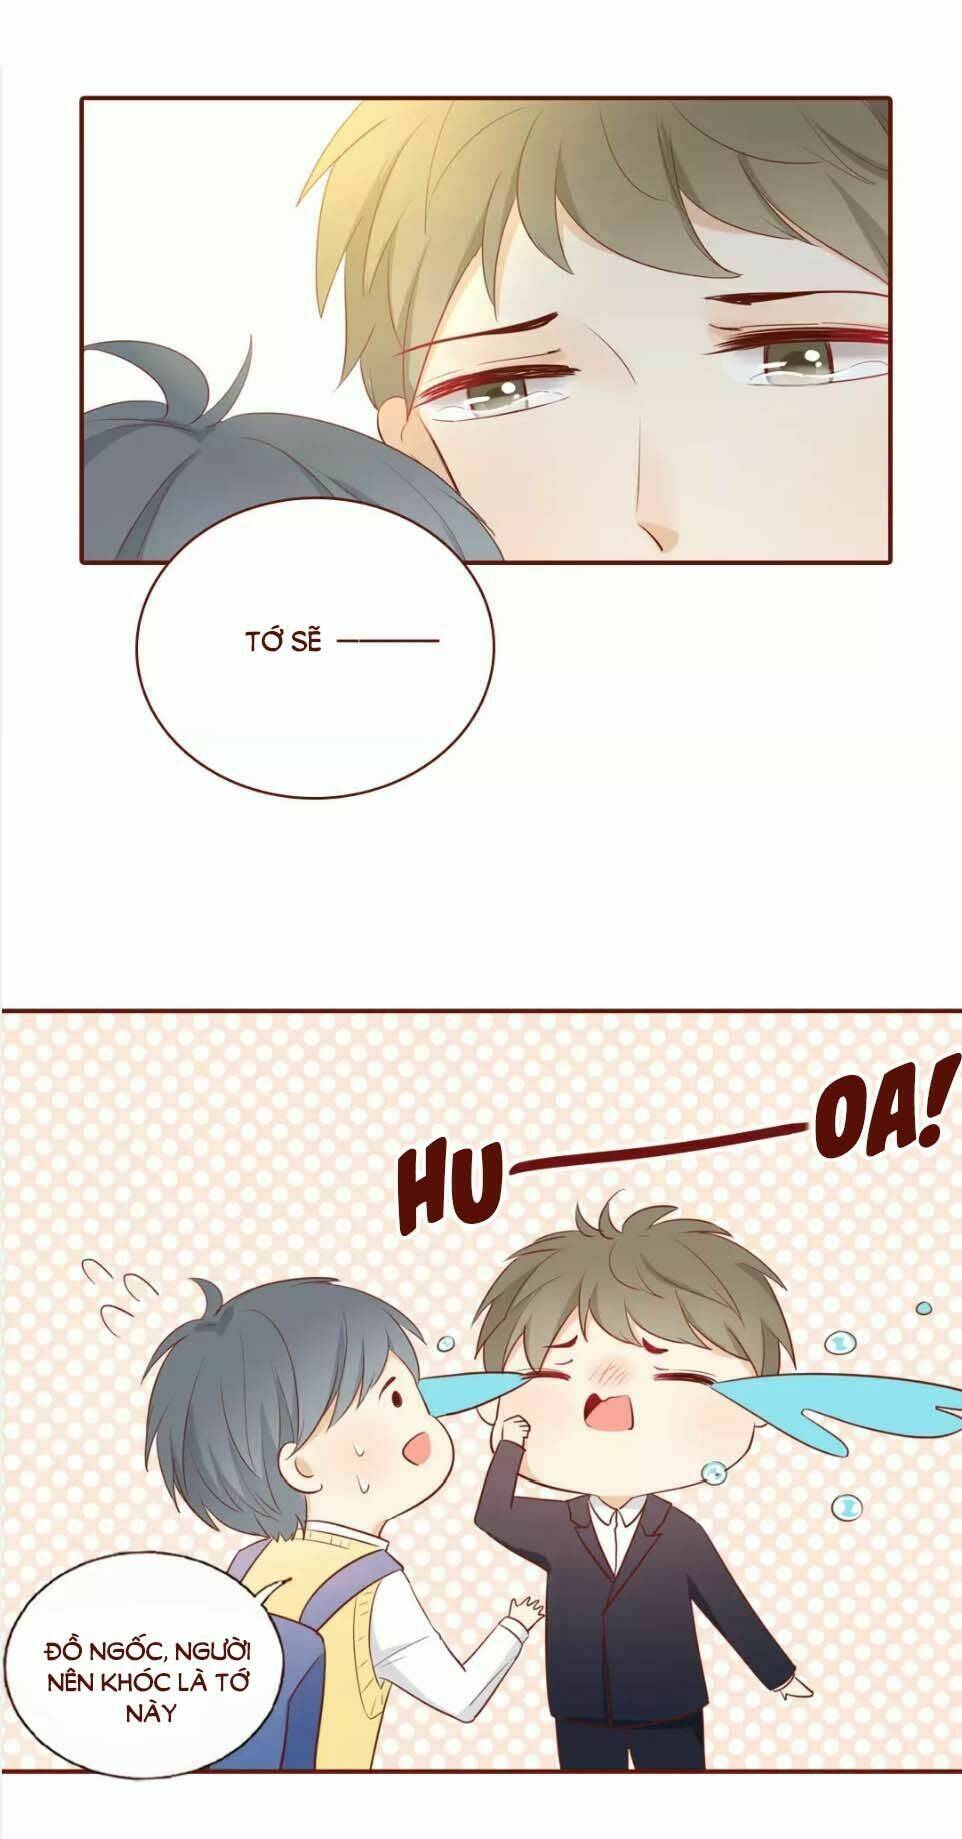 TỚ SẼ ———
HU — OA!
ĐỒ NGỐC, NGƯỜI
NÊN KHÓC LÀ TỚ
NÀY